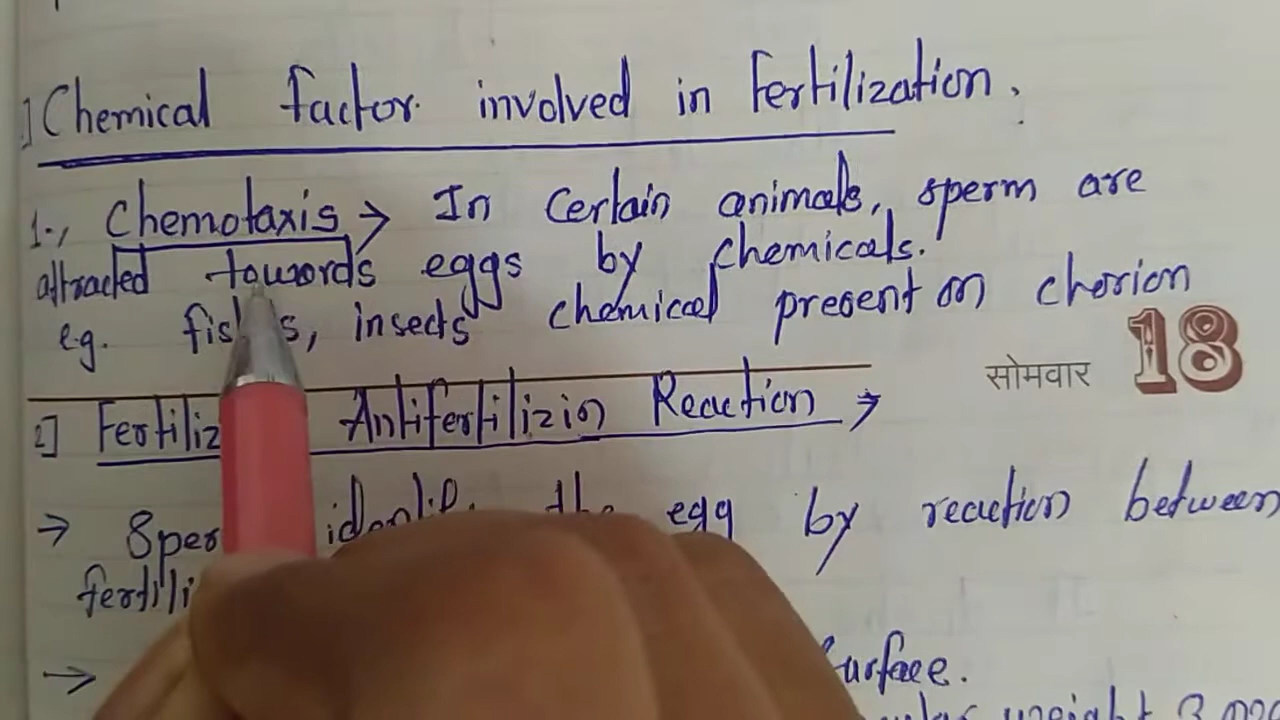 Chemical factor involved in Fertilization.
1., Chemotaxis → In Certain animals, sperm are
attracted towards eggs by chemicals.
e.g. insects chemical present on chorion
सोमवार 18
2] Antifertilizin Reaction →
→ the egg by reaction between
→ surface.
weight